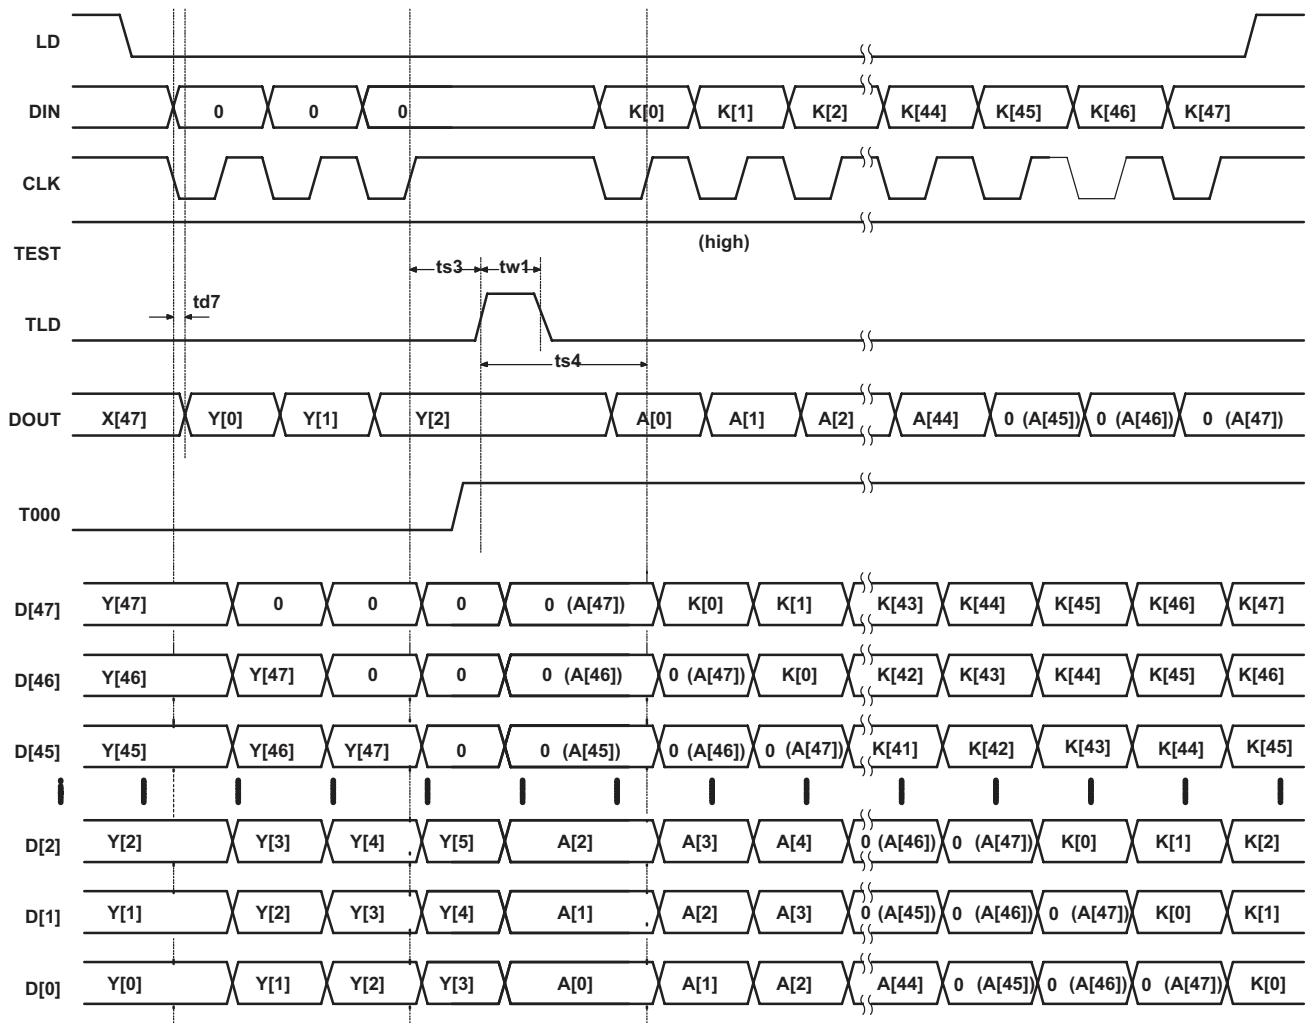 LD
DIN 0 0 0 K[0] K[1] K[2] K[44] K[45] K[46] K[47]
CLK
TEST (high)
ts3 tw1
td7
TLD
ts4
DOUT X[47] Y[0] Y[1] Y[2] A[0] A[1] A[2] A[44] 0 (A[45]) 0 (A[46]) 0 (A[47])
T000
D[47] Y[47] 0 0 0 0 (A[47]) K[0] K[1] K[43] K[44] K[45] K[46] K[47]
D[46] Y[46] Y[47] 0 0 0 (A[46]) 0 (A[47]) K[0] K[42] K[43] K[44] K[45] K[46]
D[45] Y[45] Y[46] Y[47] 0 0 (A[45]) 0 (A[46]) 0 (A[47]) K[41] K[42] K[43] K[44] K[45]
D[2] Y[2] Y[3] Y[4] Y[5] A[2] A[3] A[4] 0 (A[46]) 0 (A[47]) K[0] K[1] K[2]
D[1] Y[1] Y[2] Y[3] Y[4] A[1] A[2] A[3] 0 (A[45]) 0 (A[46]) 0 (A[47]) K[0] K[1]
D[0] Y[0] Y[1] Y[2] Y[3] A[0] A[1] A[2] A[44] 0 (A[45]) 0 (A[46]) 0 (A[47]) K[0]